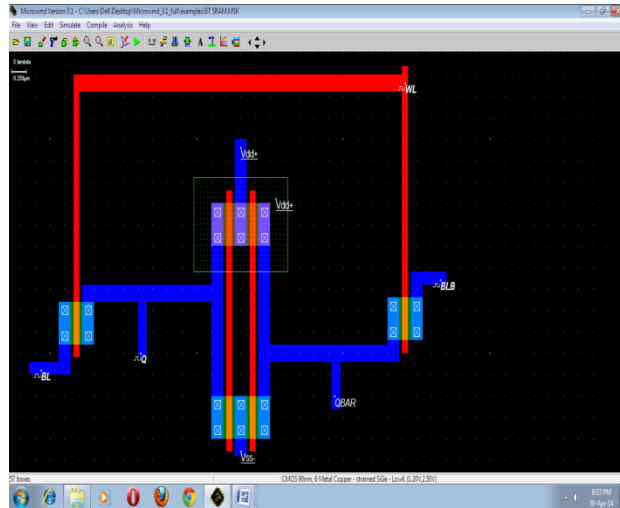 Microwind Version 3.1 - C:\Users\Dell\Desktop\Microwind_3.1_full\examples\6T SRAM.MSK
File View Edit Simulate Compile Analysis Help
5 lambda
0.250µm
WL
Vdd+
Vdd+
BLB
Q
BL
QBAR
Vss-
57 boxes
CMOS 90nm, 6 Metal Copper - strained SiGe - LowK (1.20V,2.50V)
8:03 PM
30-Apr-14